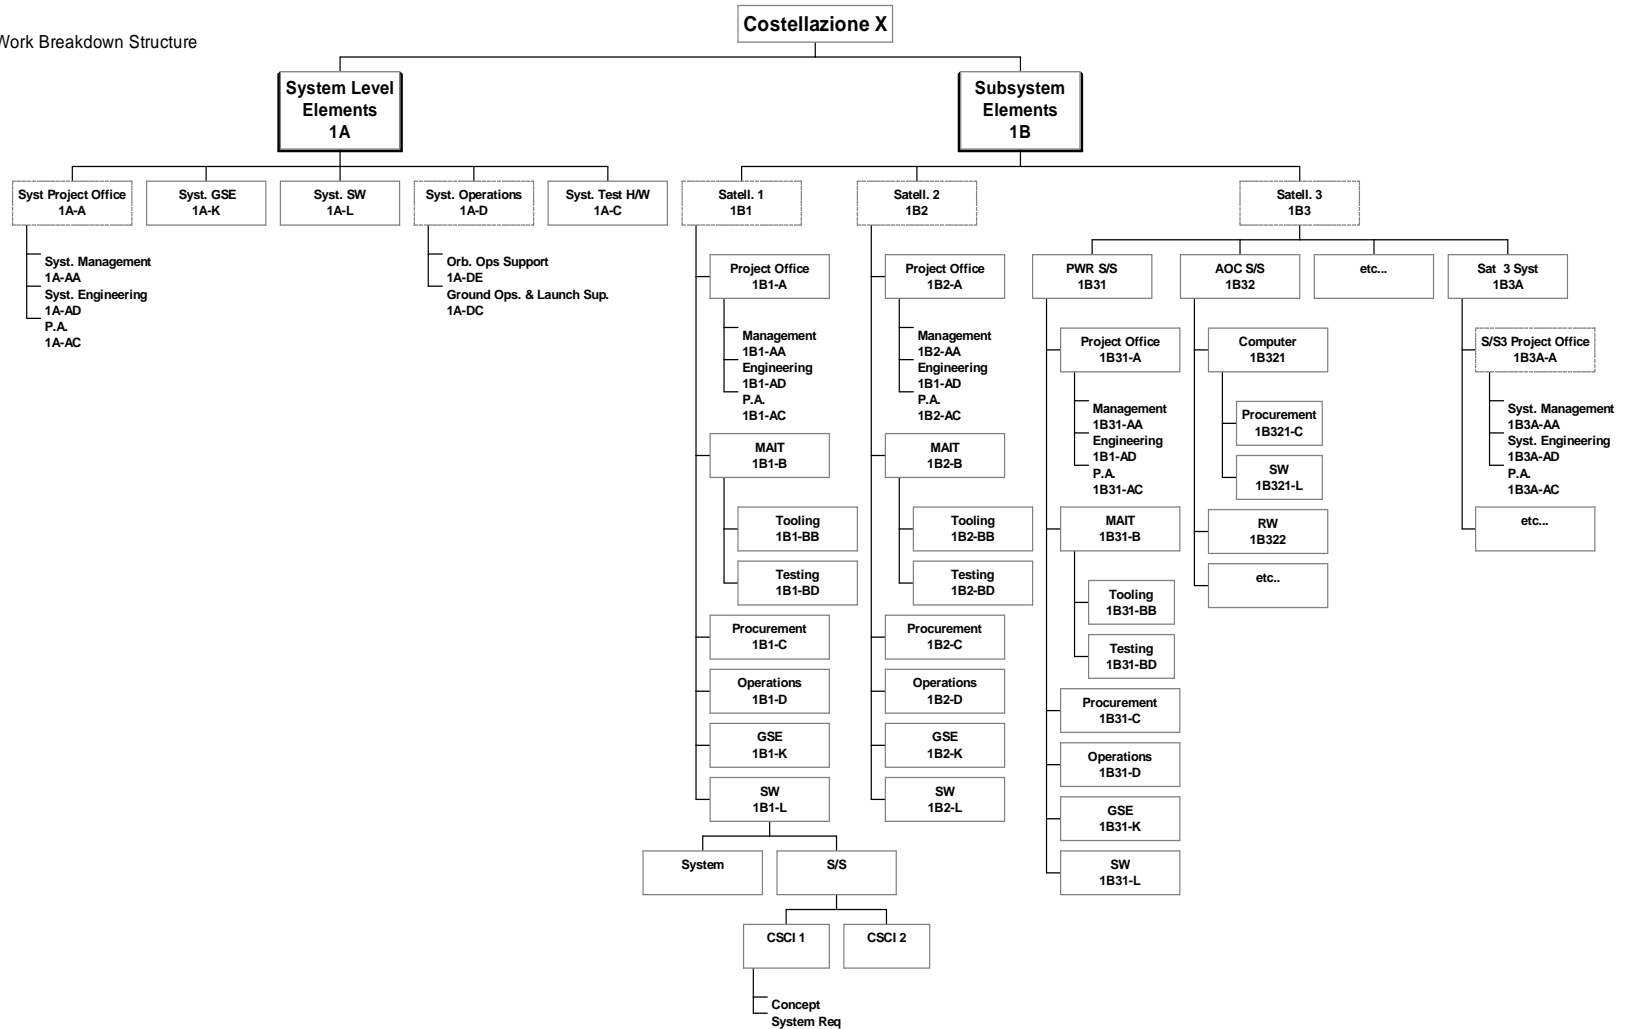 Costellazione X
Work Breakdown Structure
System Level
Elements
1A
Subsystem
Elements
1B
Syst Project Office
1A-A
Syst. GSE
1A-K
Syst. SW
1A-L
Syst. Operations
1A-D
Syst. Test H/W
1A-C
Satell. 1
1B1
Satell. 2
1B2
Satell. 3
1B3
Syst. Management
1A-AA
Syst. Engineering
1A-AD
P.A.
1A-AC
Orb. Ops Support
1A-DE
Ground Ops. & Launch Sup.
1A-DC
Project Office
1B1-A
Management
1B1-AA
Engineering
1B1-AD
P.A.
1B1-AC
MAIT
1B1-B
Tooling
1B1-BB
Testing
1B1-BD
Procurement
1B1-C
Operations
1B1-D
GSE
1B1-K
SW
1B1-L
System
S/S
CSCI 1
CSCI 2
Concept
System Req
Project Office
1B2-A
Management
1B2-AA
Engineering
1B1-AD
P.A.
1B2-AC
MAIT
1B2-B
Tooling
1B2-BB
Testing
1B2-BD
Procurement
1B2-C
Operations
1B2-D
GSE
1B2-K
SW
1B2-L
PWR S/S
1B31
Project Office
1B31-A
Management
1B31-AA
Engineering
1B1-AD
P.A.
1B31-AC
MAIT
1B31-B
Tooling
1B31-BB
Testing
1B31-BD
Procurement
1B31-C
Operations
1B31-D
GSE
1B31-K
SW
1B31-L
AOC S/S
1B32
Computer
1B321
Procurement
1B321-C
SW
1B321-L
RW
1B322
etc..
etc...
Sat 3 Syst
1B3A
S/S3 Project Office
1B3A-A
Syst. Management
1B3A-AA
Syst. Engineering
1B3A-AD
P.A.
1B3A-AC
etc...